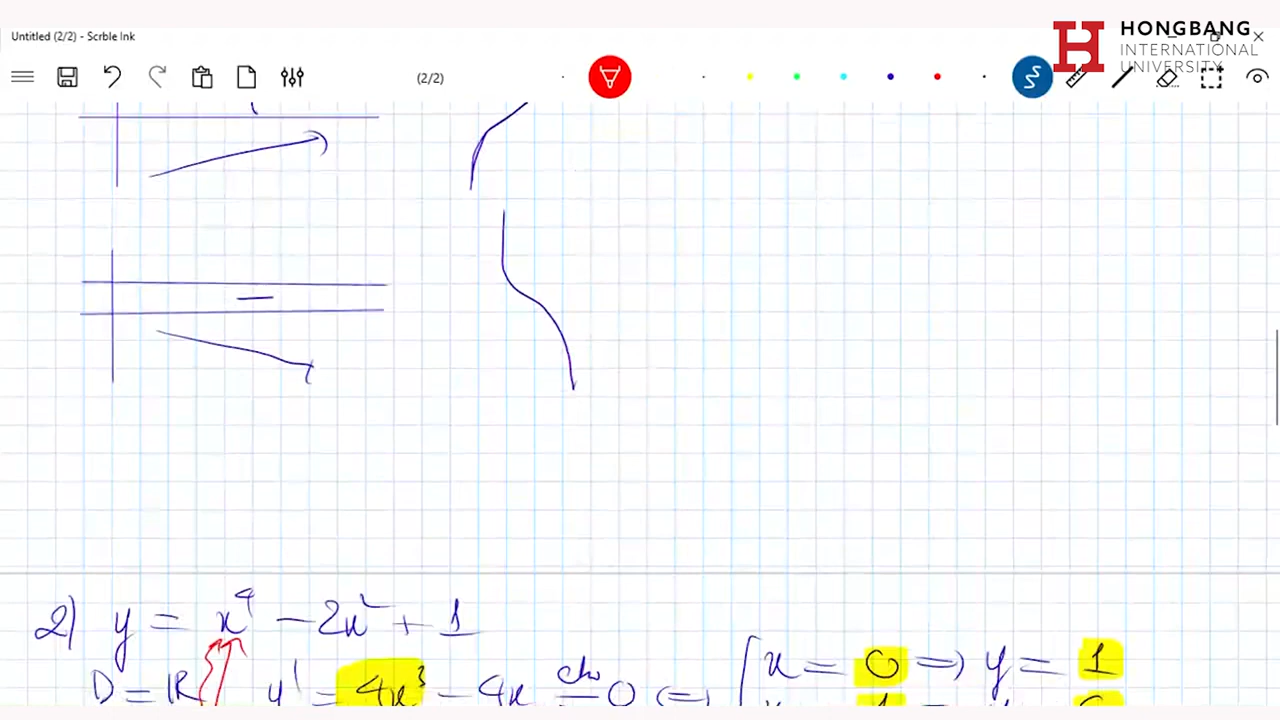 Untitled (2/2) - Scrble Ink
HONGBANG
INTERNATIONAL
UNIVERSITY
(2/2)
2) y = x⁴ - 2x² + 1
D = ℝ y' = 4x³ - 4x = 0 ⇔ [ x = 0 ⇒ y = 1